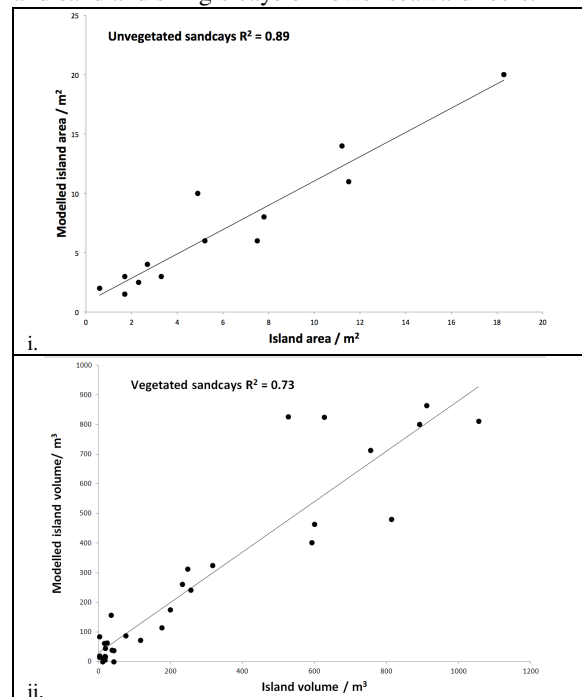 Unvegetated sandcays R² = 0.89
Modelled island area / m²
25
20
15
10
5
0
0 2 4 6 8 10 12 14 16 18 20
Island area / m²
i.
Vegetated sandcays R² = 0.73
Modelled island volume/ m³
1000
900
800
700
600
500
400
300
200
100
0
0 200 400 600 800 1000 1200
Island volume / m³
ii.